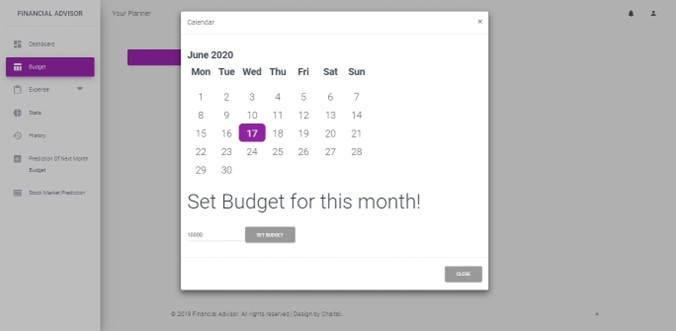 FINANCIAL ADVISOR
Your Planner
Dashboard
Budget
Expense
Stats
History
Prediction Of Next Month
Budget
Stock Market Prediction
Calendar
×
June 2020
Mon Tue Wed Thu Fri Sat Sun
1 2 3 4 5 6 7
8 9 10 11 12 13 14
15 16 17 18 19 20 21
22 23 24 25 26 27 28
29 30
Set Budget for this month!
10000 SET BUDGET
CLOSE
© 2019 Financial Advisor. All rights reserved | Design by Chaitali.